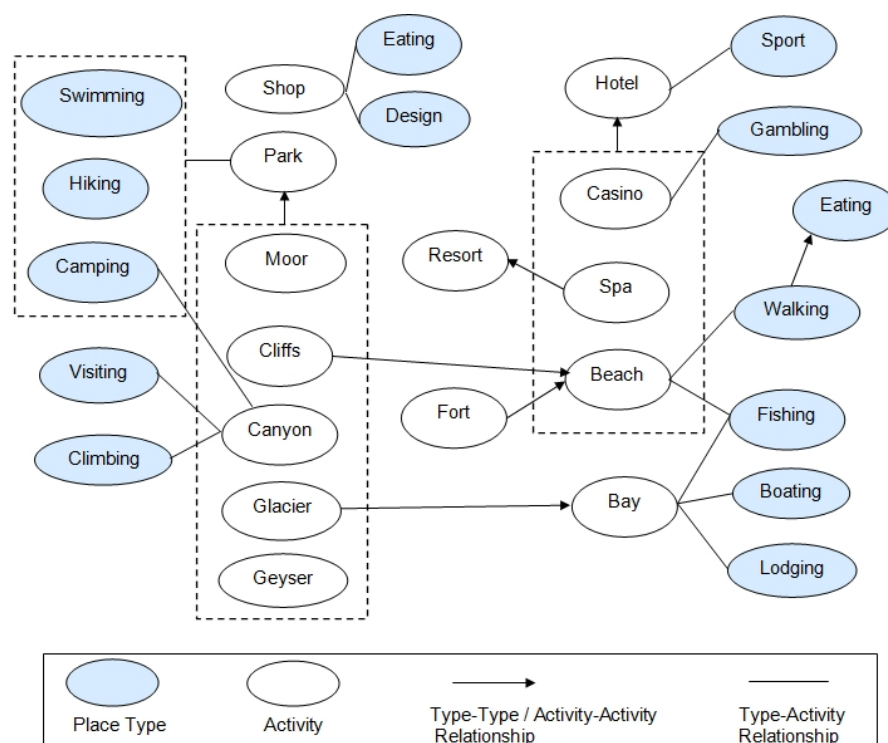 Eating
Sport
Swimming
Shop
Hotel
Design
Gambling
Park
Hiking
Casino
Eating
Moor
Resort
Camping
Spa
Walking
Cliffs
Visiting
Beach
Fort
Fishing
Canyon
Climbing
Boating
Glacier
Bay
Lodging
Geyser
Place Type
Activity
Type-Type / Activity-Activity
Relationship
Type-Activity
Relationship